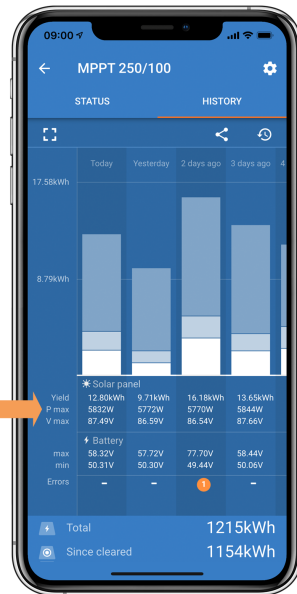 09:00
MPPT 250/100
STATUS HISTORY
Today Yesterday 2 days ago 3 days ago 4
17.58kWh
8.79kWh
Solar panel
Yield 12.80kWh 9.71kWh 16.18kWh 13.65kWh
P max 5832W 5772W 5770W 5844W
V max 87.49V 86.59V 86.54V 87.66V
Battery
max 58.32V 57.72V 77.70V 58.44V
min 50.31V 50.30V 49.44V 50.06V
Errors - - 1 -
Total 1215kWh
Since cleared 1154kWh